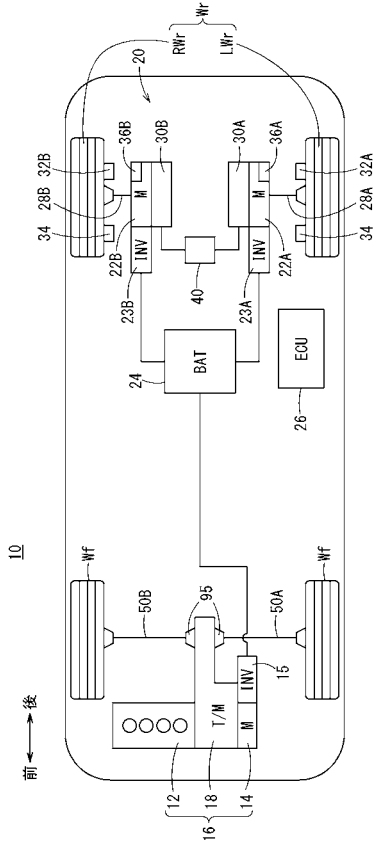 10
前
後
Wr
RWr
LWr
20
32B
28B
34
36B
30B
M
22B
INV
23B
40
30A
36A
M
22A
INV
23A
32A
28A
34
BAT
24
ECU
26
Wf
50B
95
50A
Wf
INV
15
T/M
M
12
18
14
16